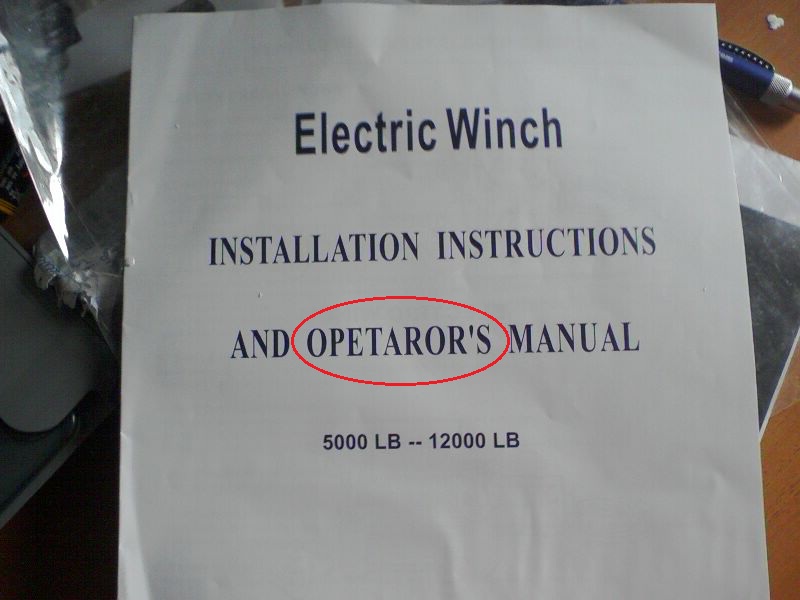 Electric Winch
INSTALLATION INSTRUCTIONS
AND OPETAROR'S MANUAL
5000 LB -- 12000 LB